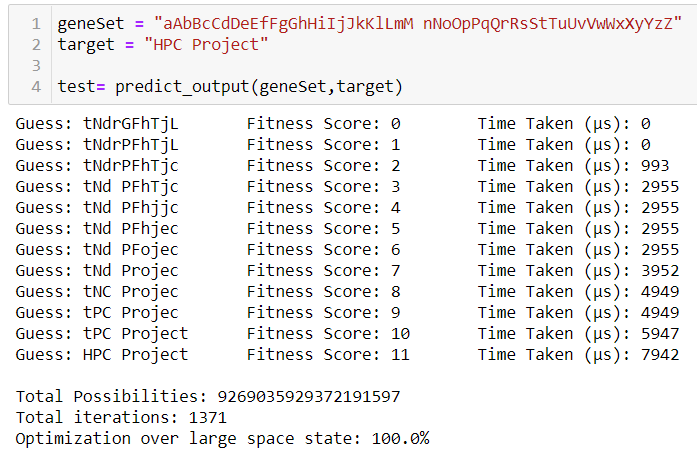 1 geneSet = "aAbBcCdDeEfFgGhHiIjJkKlLmM nNoOpPqQrRsStTuUvVwWxXyYzZ"
2 target = "HPC Project"
3
4 test= predict_output(geneSet,target)
Guess: tNdrGFhTjL Fitness Score: 0 Time Taken (µs): 0
Guess: tNdrPFhTjL Fitness Score: 1 Time Taken (µs): 0
Guess: tNdrPFhTjc Fitness Score: 2 Time Taken (µs): 993
Guess: tNd PFhTjc Fitness Score: 3 Time Taken (µs): 2955
Guess: tNd PFhjjc Fitness Score: 4 Time Taken (µs): 2955
Guess: tNd PFhjec Fitness Score: 5 Time Taken (µs): 2955
Guess: tNd PFojec Fitness Score: 6 Time Taken (µs): 2955
Guess: tNd Projec Fitness Score: 7 Time Taken (µs): 3952
Guess: tNC Projec Fitness Score: 8 Time Taken (µs): 4949
Guess: tPC Projec Fitness Score: 9 Time Taken (µs): 4949
Guess: tPC Project Fitness Score: 10 Time Taken (µs): 5947
Guess: HPC Project Fitness Score: 11 Time Taken (µs): 7942
Total Possibilities: 9269035929372191597
Total iterations: 1371
Optimization over large space state: 100.0%